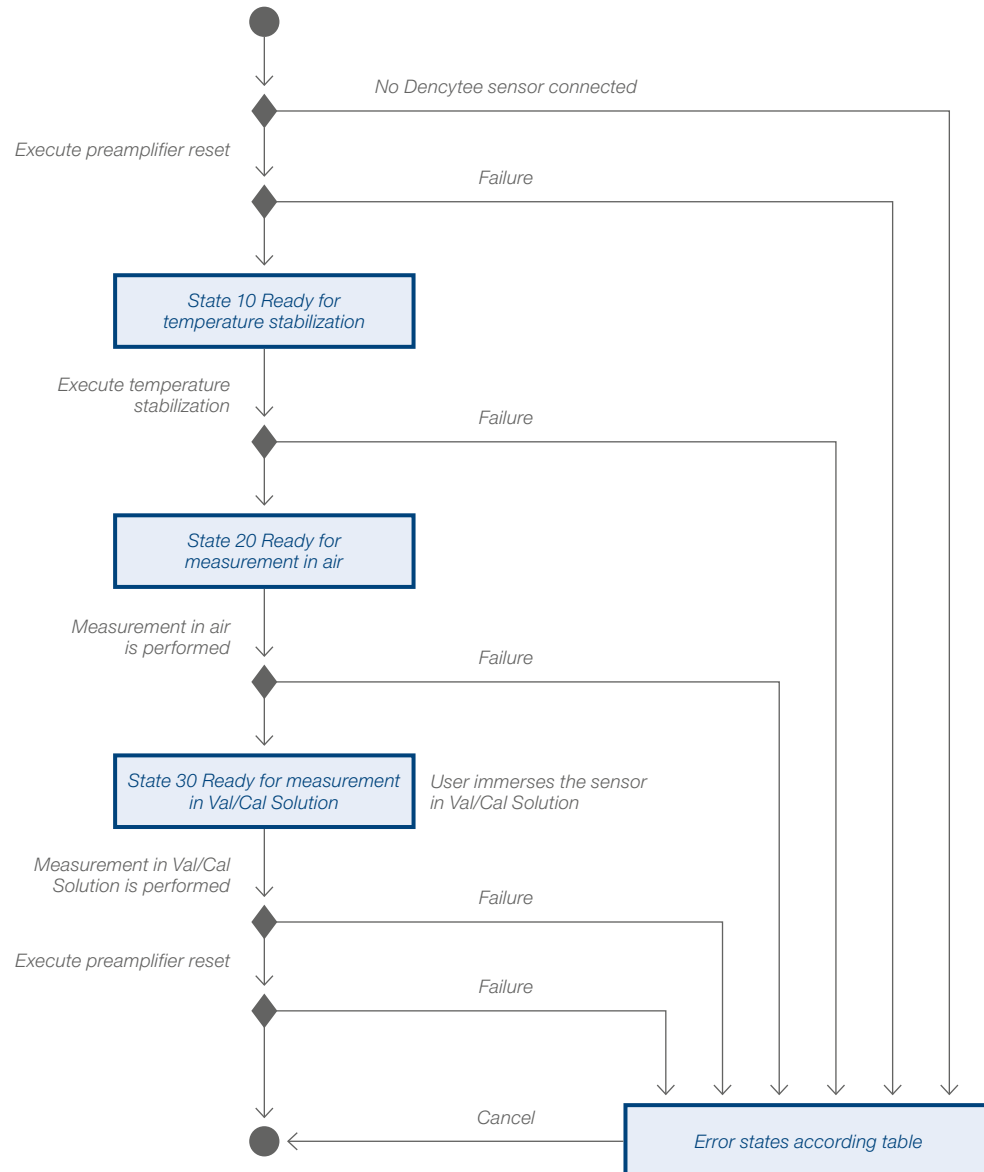 No Dencytee sensor connected
Execute preamplifier reset
Failure
State 10 Ready for
temperature stabilization
Execute temperature
stabilization
Failure
State 20 Ready for
measurement in air
Measurement in air
is performed
Failure
State 30 Ready for measurement
in Val/Cal Solution
User immerses the sensor
in Val/Cal Solution
Measurement in Val/Cal
Solution is performed
Failure
Execute preamplifier reset
Failure
Cancel
Error states according table